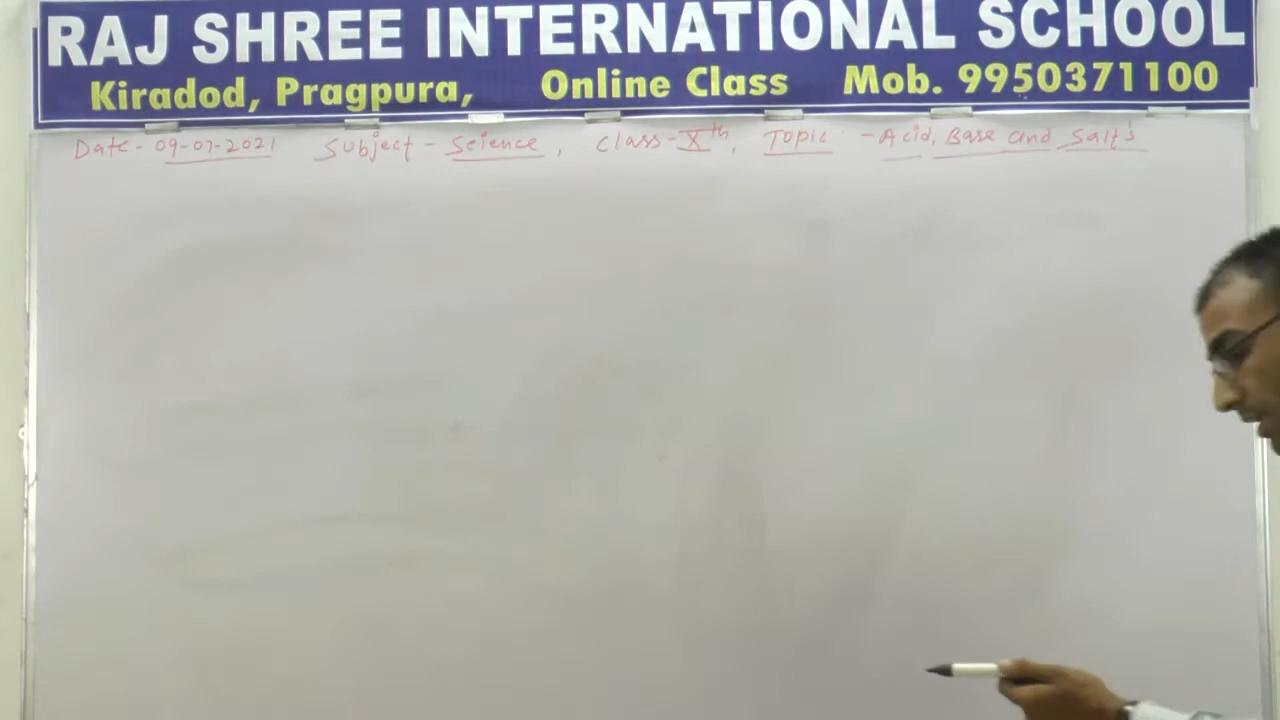 RAJ SHREE INTERNATIONAL SCHOOL
Kiradod, Pragpura, Online Class Mob. 9950371100
Date- 09-07-2021 Subject - Science, Class-Xth, Topic - Acid, Base and Salt's